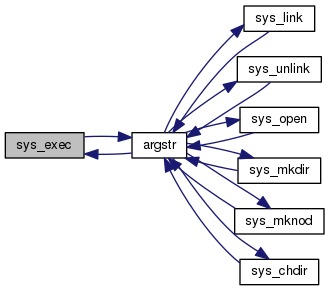 sys_link
sys_unlink
sys_open
sys_exec
argstr
sys_mkdir
sys_mknod
sys_chdir